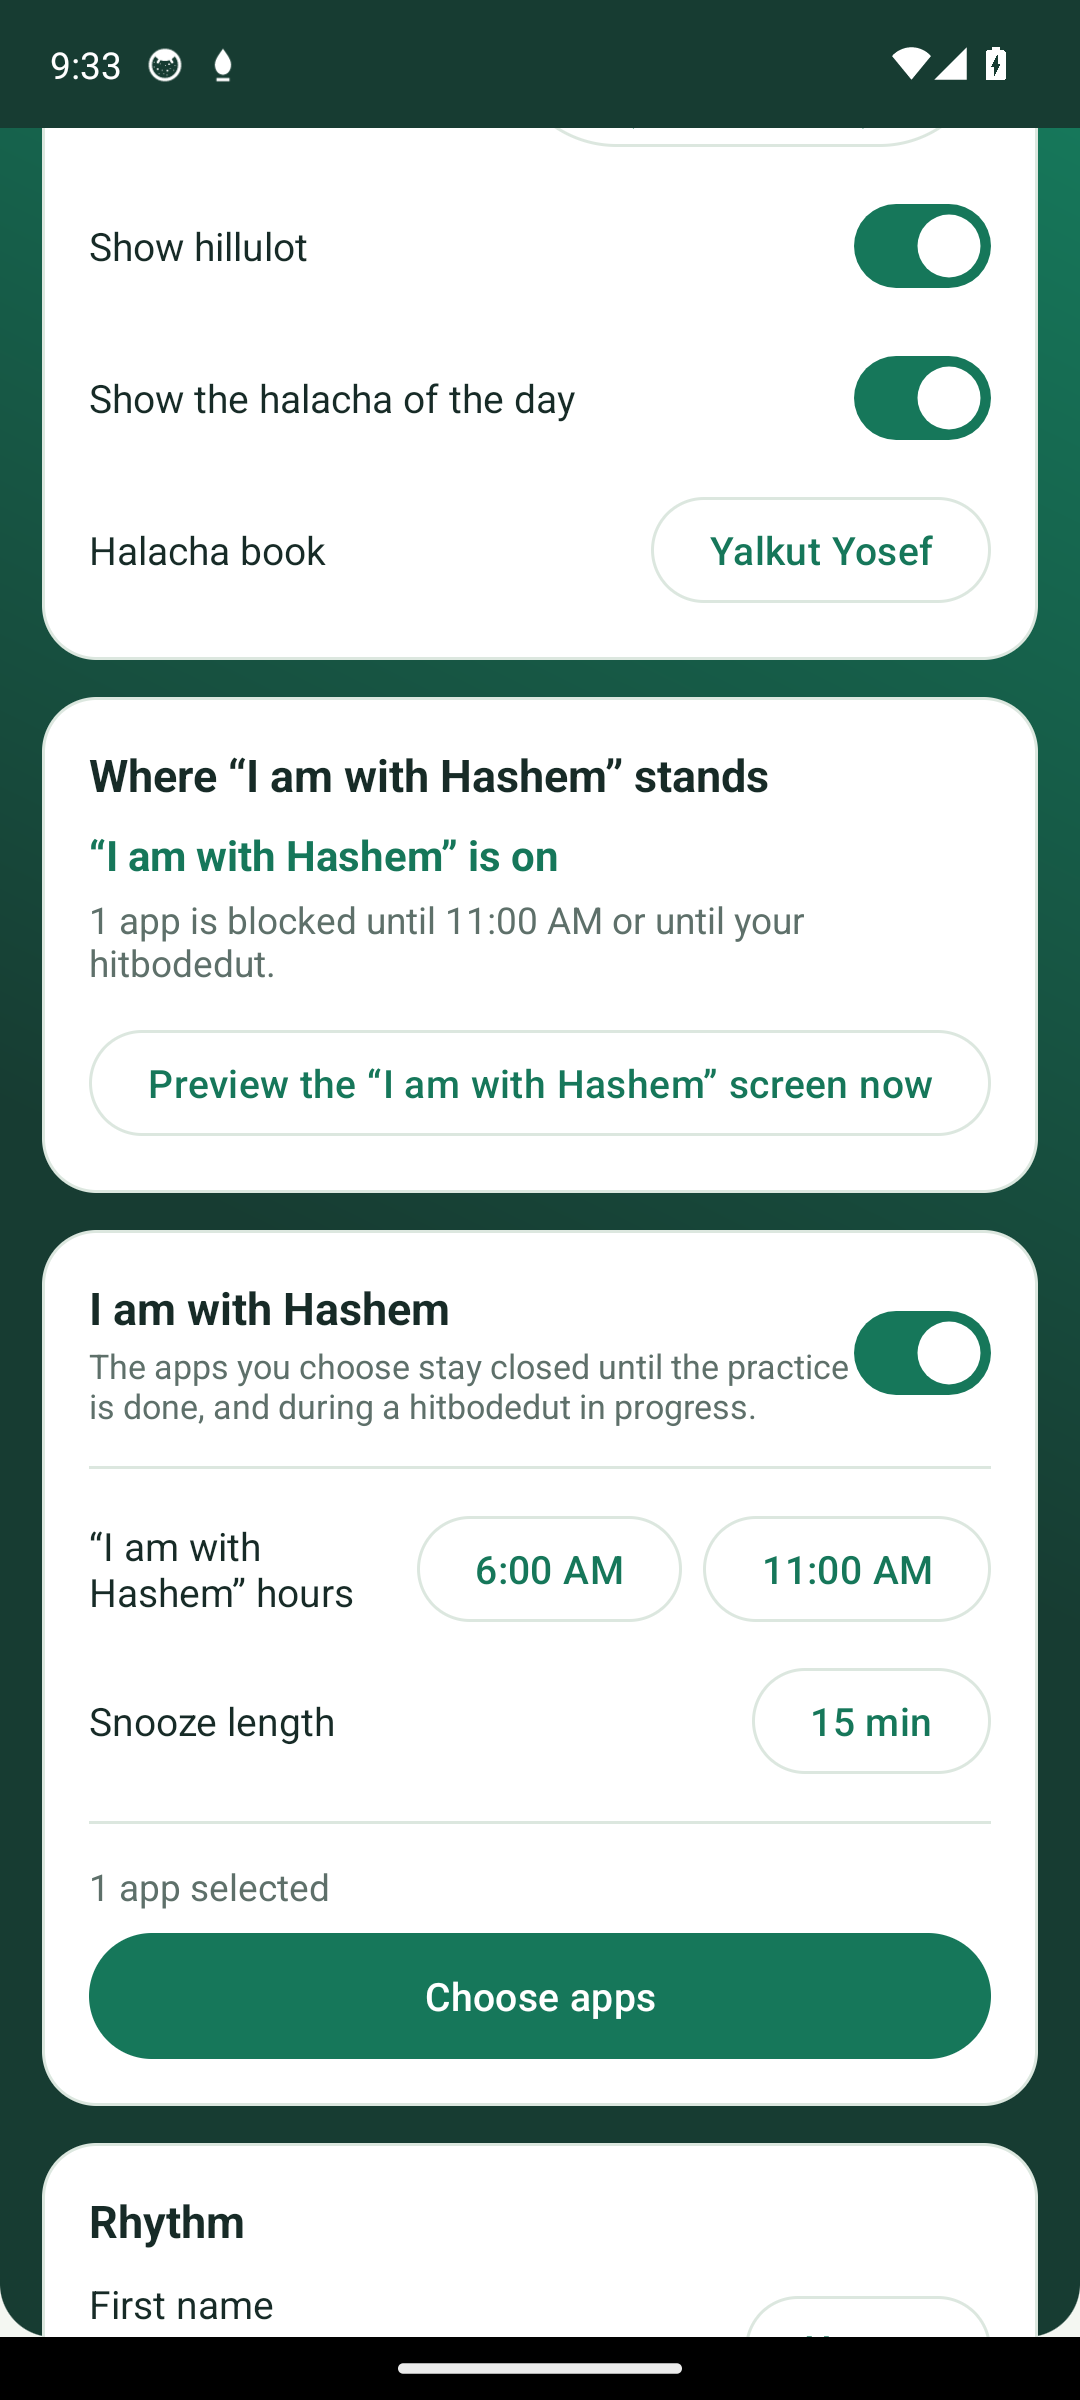 9:33
Show hillulot
Show the halacha of the day
Halacha book
Yalkut Yosef
Where “I am with Hashem” stands
“I am with Hashem” is on
1 app is blocked until 11:00 AM or until your
hitbodedut.
Preview the “I am with Hashem” screen now
I am with Hashem
The apps you choose stay closed until the practice
is done, and during a hitbodedut in progress.
“I am with
Hashem” hours
6:00 AM
11:00 AM
Snooze length
15 min
1 app selected
Choose apps
Rhythm
First name